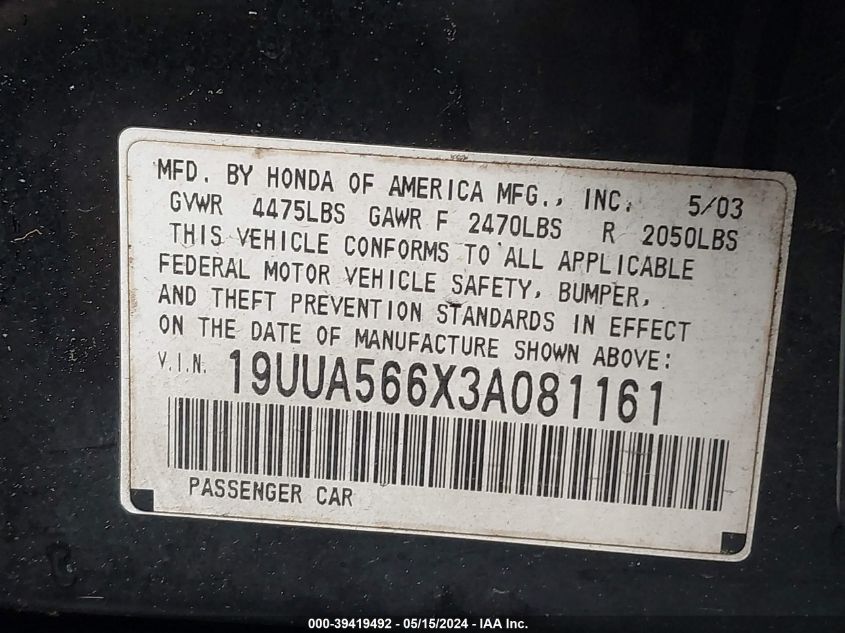 MFD. BY HONDA OF AMERICA MFG., INC. 5/03
GVWR 4475LBS GAWR F 2470LBS R 2050LBS
THIS VEHICLE CONFORMS TO ALL APPLICABLE
FEDERAL MOTOR VEHICLE SAFETY, BUMPER,
AND THEFT PREVENTION STANDARDS IN EFFECT
ON THE DATE OF MANUFACTURE SHOWN ABOVE:
V.I.N. 19UUA566X3A081161
PASSENGER CAR
000-39419492 - 05/15/2024 - IAA Inc.